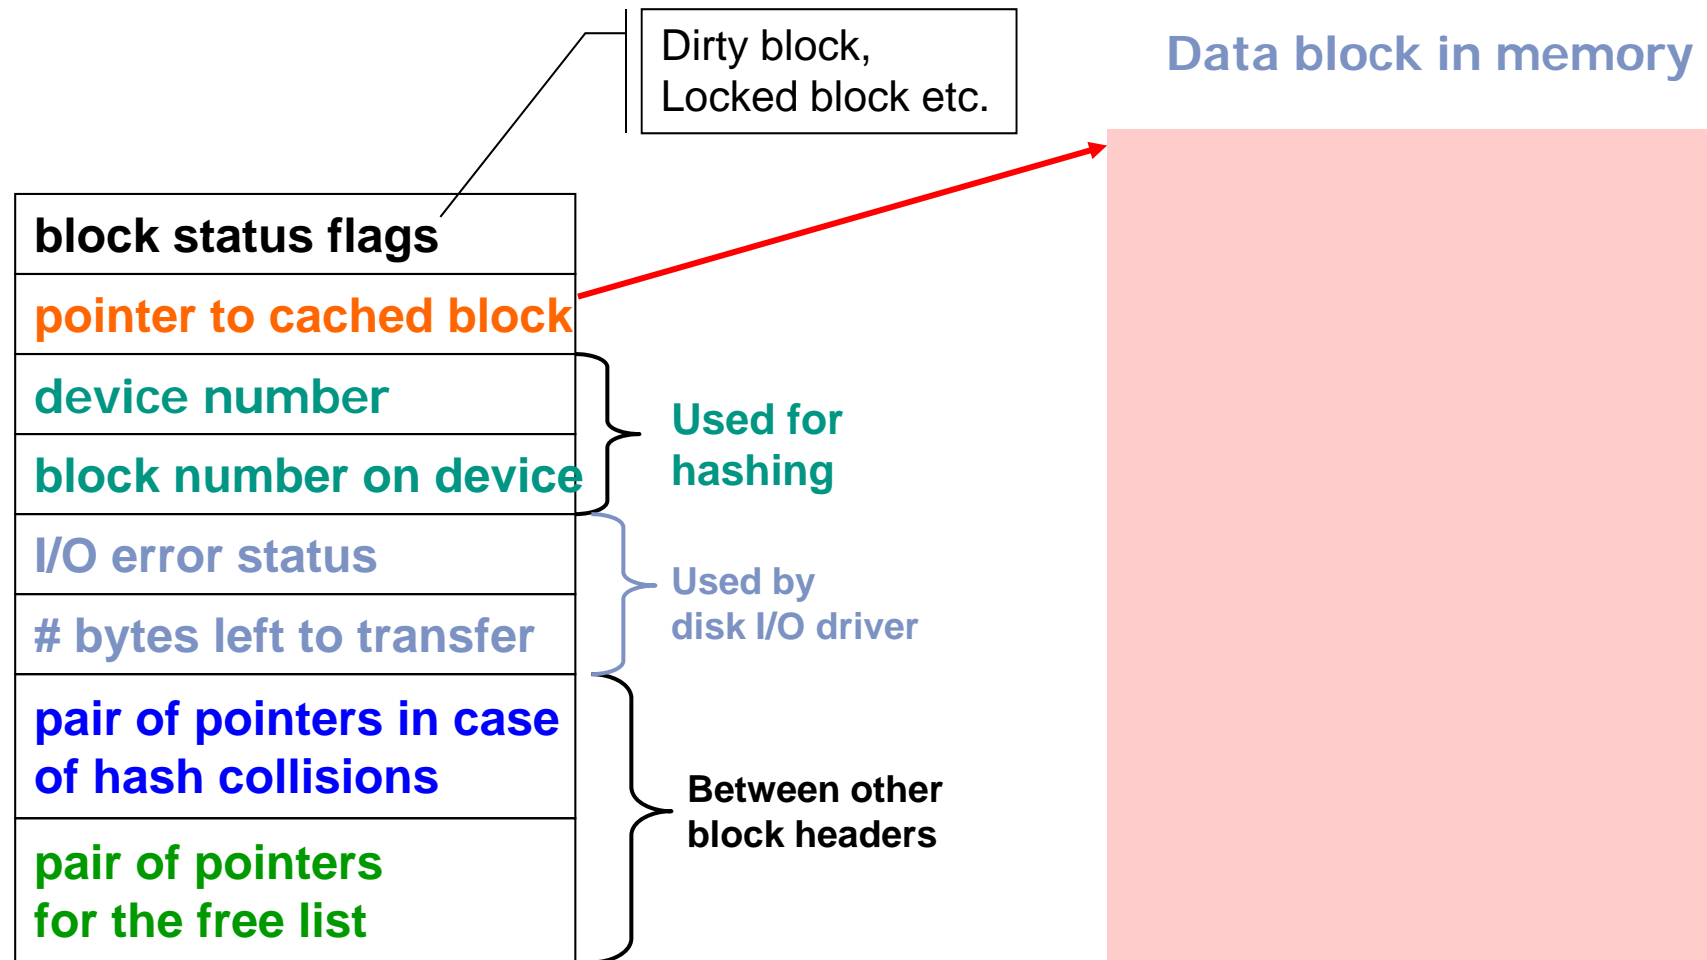 Dirty block,
Locked block etc.
Data block in memory
block status flags
pointer to cached block
device number
block number on device
Used for
hashing
I/O error status
# bytes left to transfer
Used by
disk I/O driver
pair of pointers in case
of hash collisions
pair of pointers
for the free list
Between other
block headers